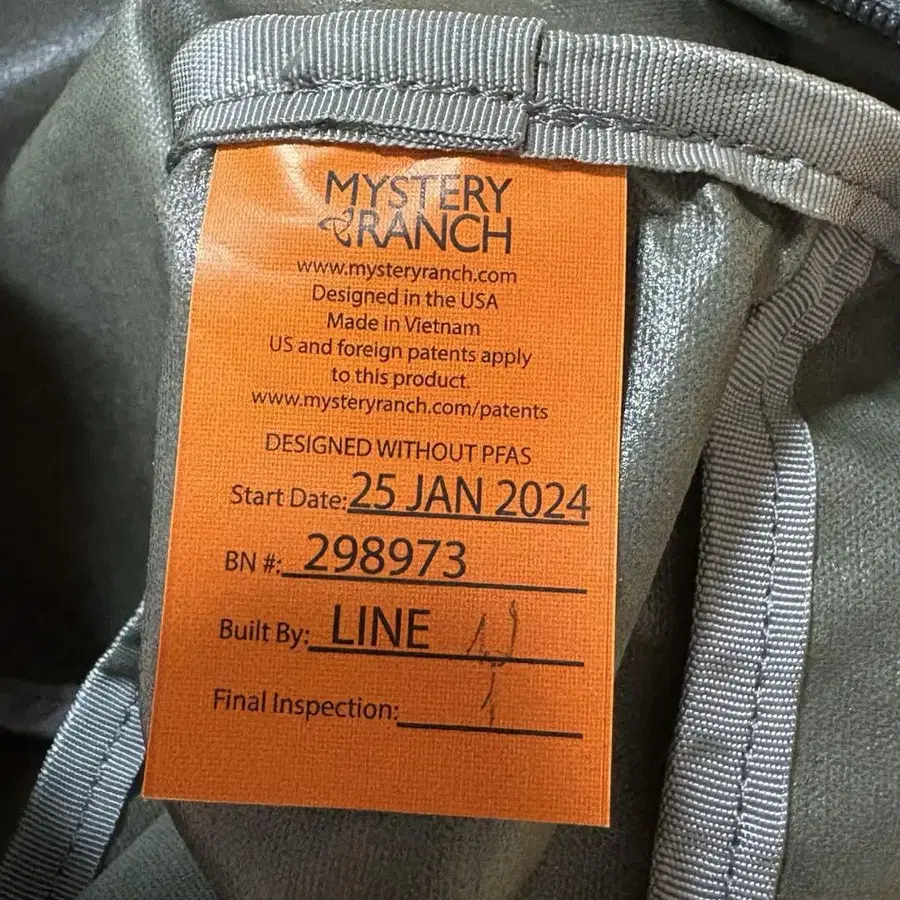 MYSTERY
RANCH
www.mysteryranch.com
Designed in the USA
Made in Vietnam
US and foreign patents apply
to this product.
www.mysteryranch.com/patents
DESIGNED WITHOUT PFAS
Start Date: 25 JAN 2024
BN #: 298973
Built By: LINE
Final Inspection: